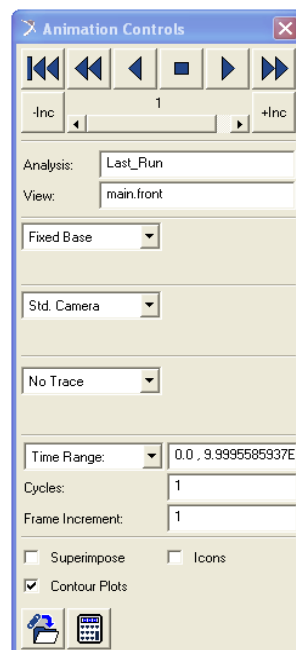 Animation Controls
1
-Inc
+Inc
Analysis: Last_Run
View: main.front
Fixed Base
Std. Camera
No Trace
Time Range: 0.0 , 9.9995585937E
Cycles: 1
Frame Increment: 1
Superimpose Icons
Contour Plots